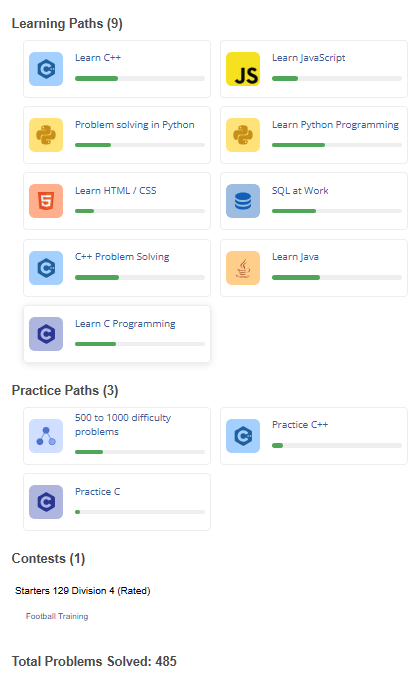 Learning Paths (9)
Learn C++
JS
Learn JavaScript
Problem solving in Python
Learn Python Programming
5
Learn HTML / CSS
SQL at Work
C++ Problem Solving
Learn Java
C
Learn C Programming
Practice Paths (3)
500 to 1000 difficulty
problems
Practice C++
C
Practice C
Contests (1)
Starters 129 Division 4 (Rated)
Football Training
Total Problems Solved: 485